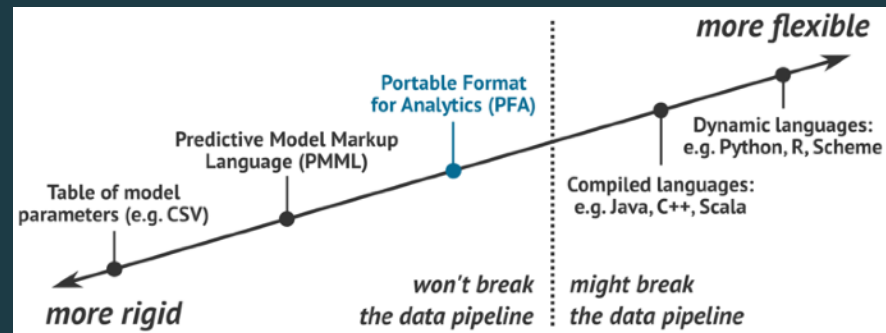 more flexible
Portable Format
for Analytics (PFA)
Predictive Model Markup
Language (PMML)
Dynamic languages:
e.g. Python, R, Scheme
Table of model
parameters (e.g. CSV)
Compiled languages:
e.g. Java, C++, Scala
more rigid
won't break
the data pipeline
might break
the data pipeline